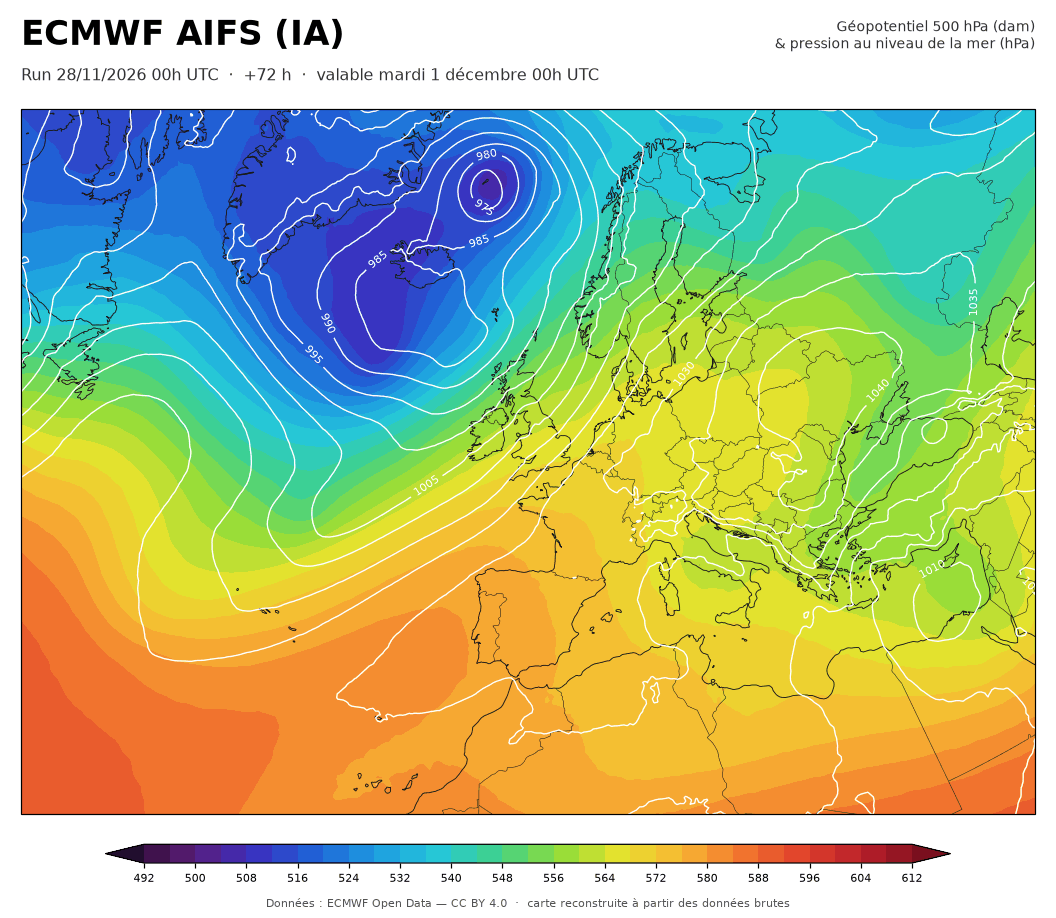 ECMWF AIFS (IA)
Géopotentiel 500 hPa (dam)
& pression au niveau de la mer (hPa)
Run 28/11/2026 00h UTC · +72 h · valable mardi 1 décembre 00h UTC
980
975
985
985
990
995
1005
1030
1040
1035
1010
492 500 508 516 524 532 540 548 556 564 572 580 588 596 604 612
Données : ECMWF Open Data — CC BY 4.0 · carte reconstruite à partir des données brutes